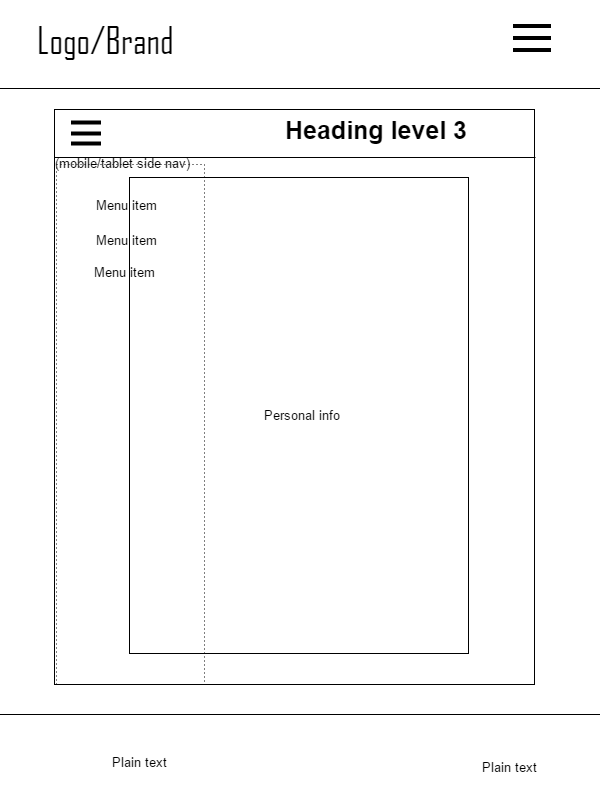 Logo/Brand
Heading level 3
(mobile/tablet side nav)
Menu item
Menu item
Menu item
Personal info
Plain text
Plain text